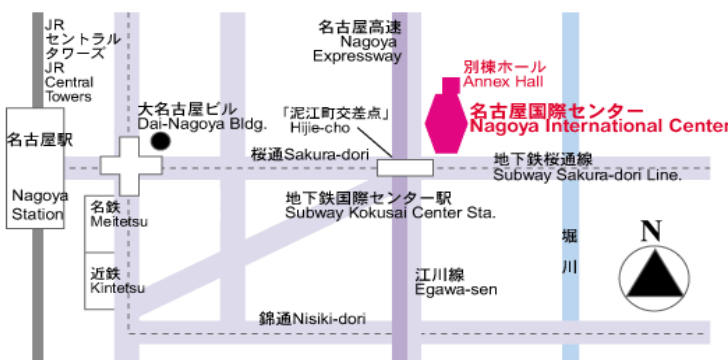 JR
セントラル
タワーズ
JR
Central
Towers
名古屋駅
Nagoya
Station
大名古屋ビル
Dai-Nagoya Bldg.
名鉄
Meitetsu
近鉄
Kintetsu
名古屋高速
Nagoya
Expressway
「泥江町交差点」
Hijie-cho
桜通Sakura-dori
地下鉄国際センター駅
Subway Kokusai Center Sta.
別棟ホール
Annex Hall
名古屋国際センター
Nagoya International Center
地下鉄桜通線
Subway Sakura-dori Line.
江川線
Egawa-sen
錦通Nisiki-dori
堀川
N